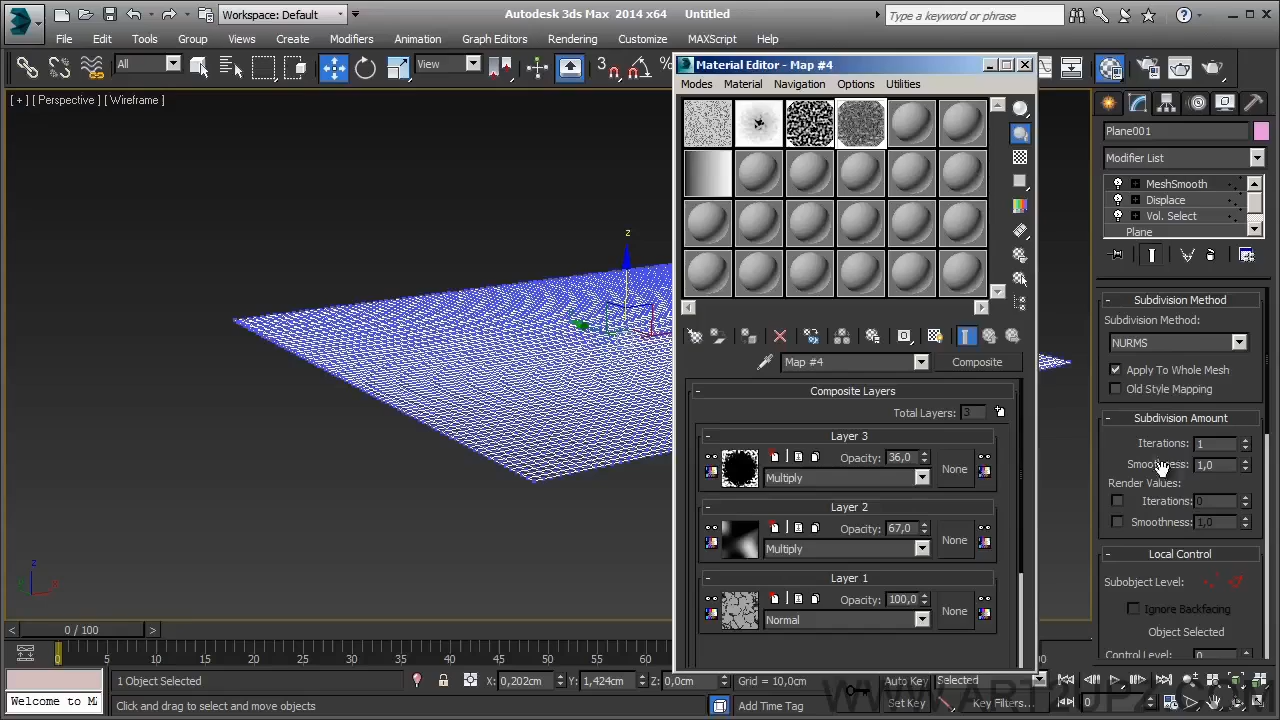 Workspace: Default
Autodesk 3ds Max 2014 x64
Untitled
Type a keyword or phrase
File Edit Tools Group Views Create Modifiers Animation Graph Editors Rendering Customize MAXScript Help
All
View
3
[ + ] [ Perspective ] [ Wireframe ]
Material Editor - Map #4
Modes Material Navigation Options Utilities
Map #4
Composite
Composite Layers
Total Layers: 3
Layer 3
Opacity: 36,0
Multiply
None
Layer 2
Opacity: 67,0
Multiply
None
Layer 1
Opacity: 100,0
Normal
None
Plane001
Modifier List
MeshSmooth
Displace
Vol. Select
Plane
Subdivision Method
Subdivision Method:
NURMS
Apply To Whole Mesh
Old Style Mapping
Subdivision Amount
Iterations: 1
Smoothness: 1,0
Render Values:
Iterations: 0
Smoothness: 1,0
Local Control
Subobject Level:
Ignore Backfacing
Object Selected
Control Level: 0
z
z
0 / 100
0 5 10 15 20 25 30 35 40 45 50 55 60
1 Object Selected
X: 0,202cm
Y: 1,424cm
Z: 0,0cm
Grid = 10,0cm
Auto Key
Selected
Welcome to MA
Click and drag to select and move objects
Add Time Tag
Set Key
Key Filters...
0